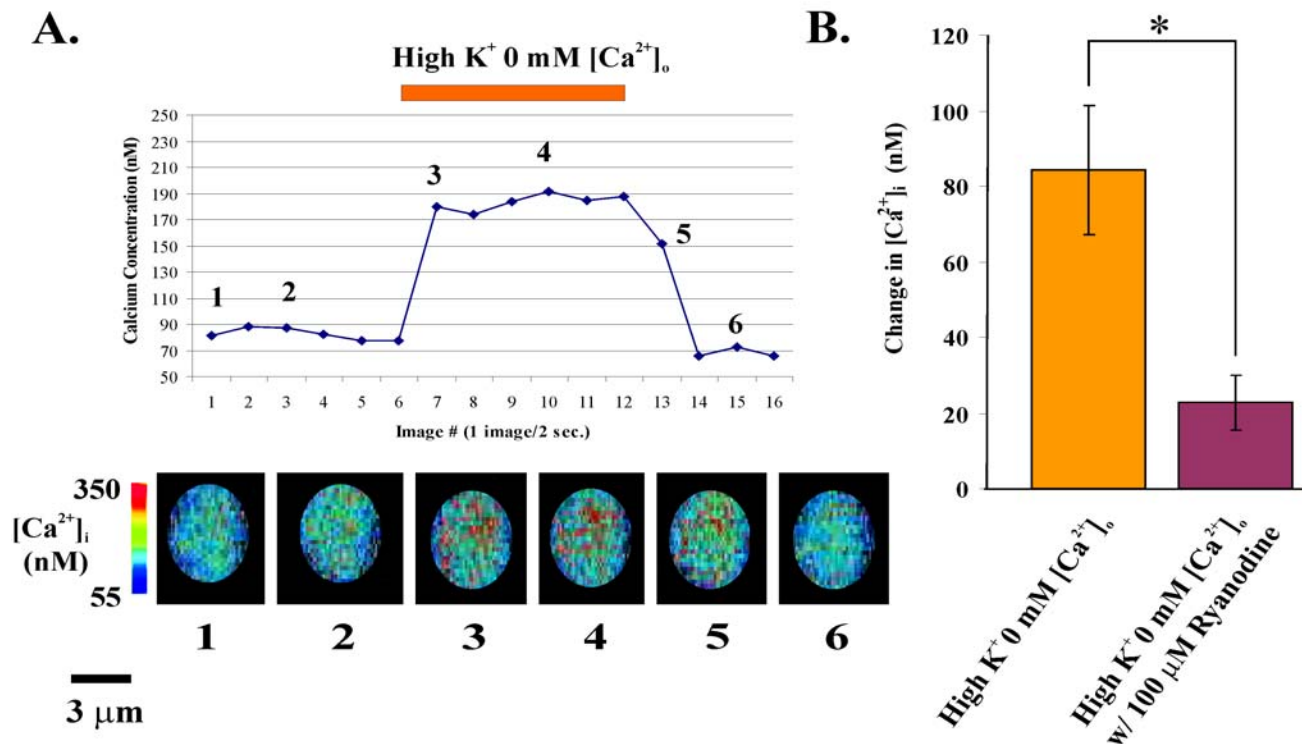 A.
High K⁺ 0 mM [Ca²⁺]ₒ
Calcium Concentration (nM)
250
230
210
190
170
150
130
110
90
70
50
1
2
3
4
5
6
1 2 3 4 5 6 7 8 9 10 11 12 13 14 15 16
Image # (1 image/2 sec.)
350
[Ca²⁺]ᵢ
(nM)
55
1 2 3 4 5 6
3 μm
B.
*
Change in [Ca²⁺]ᵢ (nM)
120
100
80
60
40
20
0
High K⁺ 0 mM [Ca²⁺]ₒ
High K⁺ 0 mM [Ca²⁺]ₒ
w/ 100 μM Ryanodine